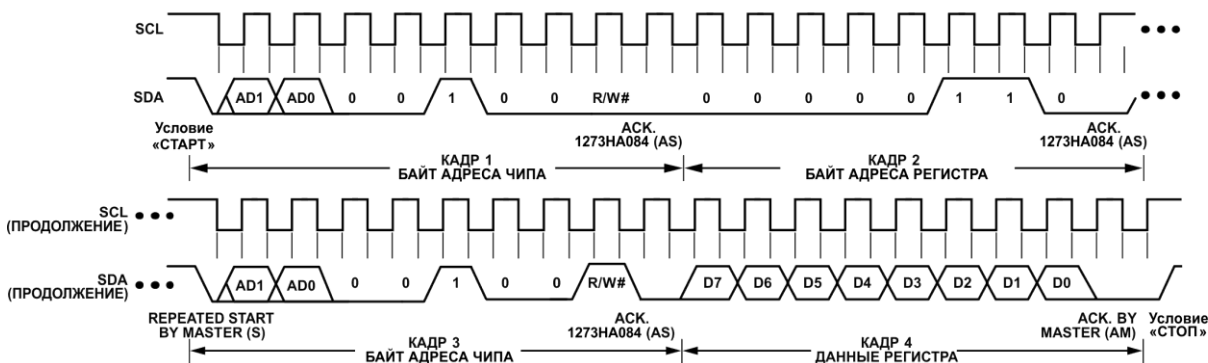 SCL
SDA AD1 AD0 0 0 1 0 0 R/W# 0 0 0 0 0 1 1 0
Условие
«СТАРТ»
ACK.
1273НА084 (AS)
ACK.
1273НА084 (AS)
КАДР 1
БАЙТ АДРЕСА ЧИПА
КАДР 2
БАЙТ АДРЕСА РЕГИСТРА
SCL
(ПРОДОЛЖЕНИЕ)
SDA
(ПРОДОЛЖЕНИЕ)
AD1 AD0 0 0 1 0 0 R/W# D7 D6 D5 D4 D3 D2 D1 D0
REPEATED START
BY MASTER (S)
ACK.
1273НА084 (AS)
ACK. BY
MASTER (AM)
Условие
«СТОП»
КАДР 3
БАЙТ АДРЕСА ЧИПА
КАДР 4
ДАННЫЕ РЕГИСТРА